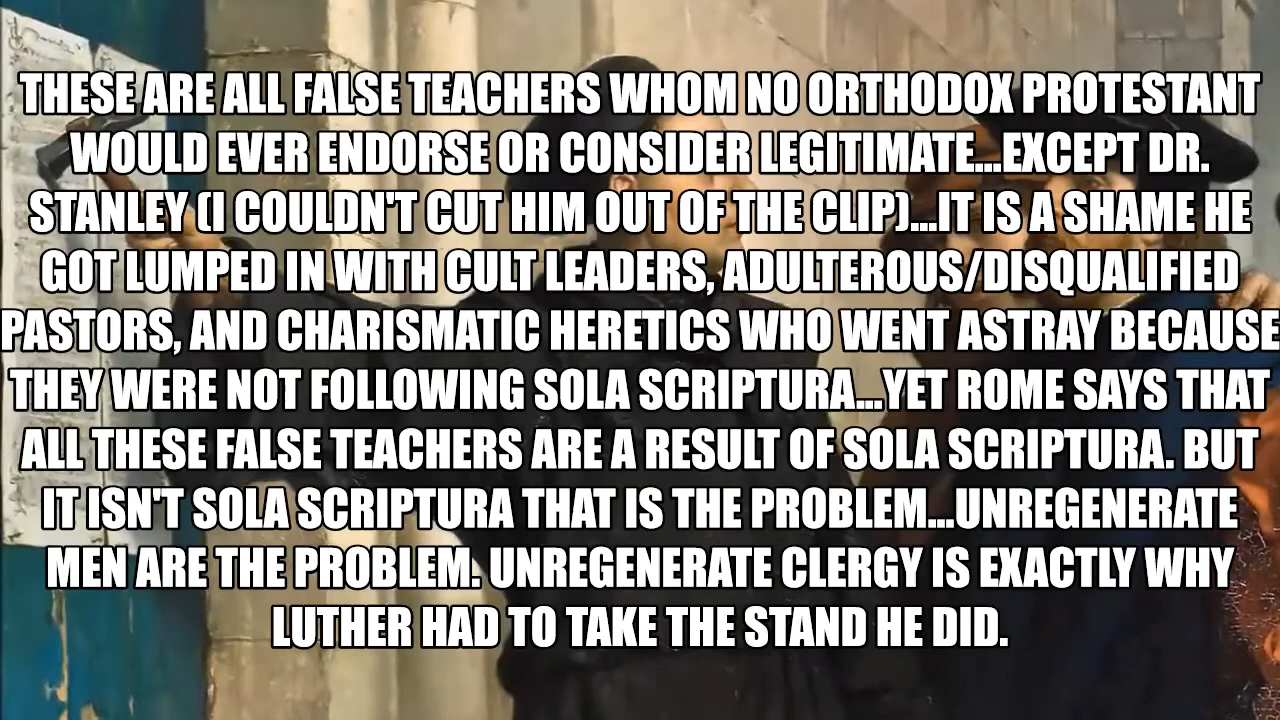 THESE ARE ALL FALSE TEACHERS WHOM NO ORTHODOX PROTESTANT
WOULD EVER ENDORSE OR CONSIDER LEGITIMATE...EXCEPT DR.
STANLEY (I COULDN'T CUT HIM OUT OF THE CLIP)...IT IS A SHAME HE
GOT LUMPED IN WITH CULT LEADERS, ADULTEROUS/DISQUALIFIED
PASTORS, AND CHARISMATIC HERETICS WHO WENT ASTRAY BECAUSE
THEY WERE NOT FOLLOWING SOLA SCRIPTURA...YET ROME SAYS THAT
ALL THESE FALSE TEACHERS ARE A RESULT OF SOLA SCRIPTURA. BUT
IT ISN'T SOLA SCRIPTURA THAT IS THE PROBLEM...UNREGENERATE
MEN ARE THE PROBLEM. UNREGENERATE CLERGY IS EXACTLY WHY
LUTHER HAD TO TAKE THE STAND HE DID.